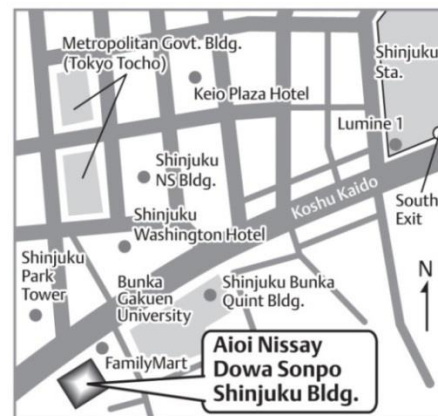 Metropolitan Govt. Bldg.
(Tokyo Tocho)
Shinjuku
Sta.
Keio Plaza Hotel
Lumine 1
Shinjuku
NS Bldg.
Koshu Kaido
South
Exit
Shinjuku
Washington Hotel
Shinjuku
Park
Tower
Bunka
Gakuen
University
Shinjuku Bunka
Quint Bldg.
N
FamilyMart
Aioi Nissay
Dowa Sonpo
Shinjuku Bldg.